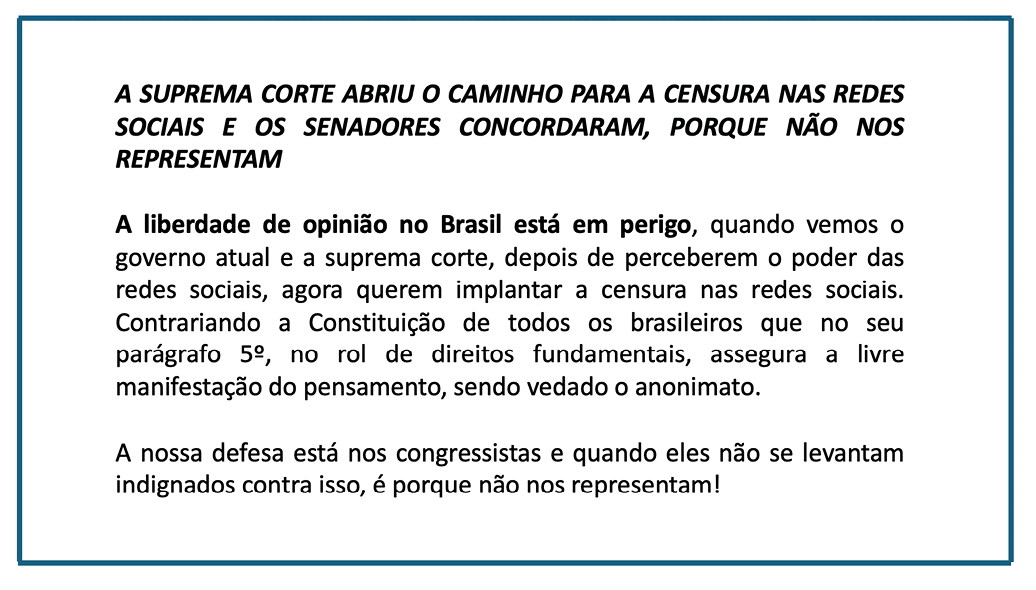 A SUPREMA CORTE ABRIU O CAMINHO PARA A CENSURA NAS REDES
SOCIAIS E OS SENADORES CONCORDARAM, PORQUE NÃO NOS
REPRESENTAM
A liberdade de opinião no Brasil está em perigo, quando vemos o
governo atual e a suprema corte, depois de perceberem o poder das
redes sociais, agora querem implantar a censura nas redes sociais.
Contrariando a Constituição de todos os brasileiros que no seu
parágrafo 5º, no rol de direitos fundamentais, assegura a livre
manifestação do pensamento, sendo vedado o anonimato.
A nossa defesa está nos congressistas e quando eles não se levantam
indignados contra isso, é porque não nos representam!